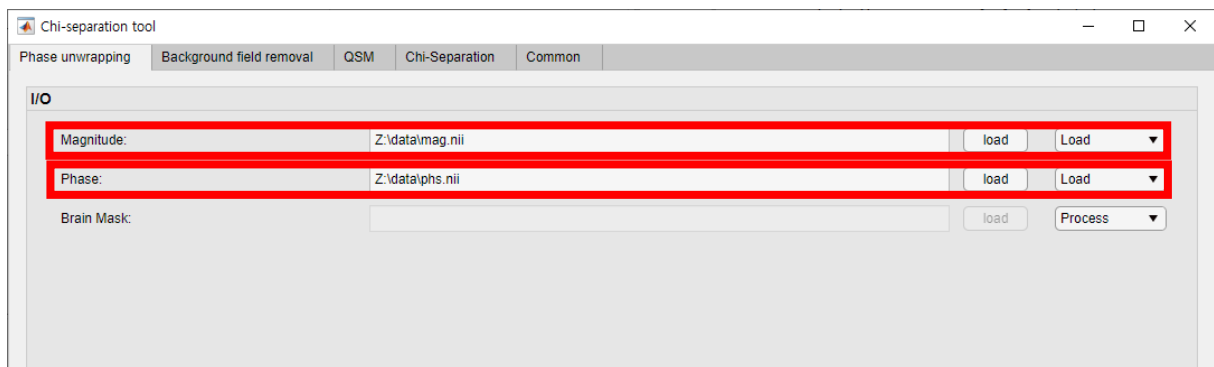 Chi-separation tool
Phase unwrapping Background field removal QSM Chi-Separation Common
I/O
Magnitude: Z:\data\mag.nii load Load
Phase: Z:\data\phs.nii load Load
Brain Mask: load Process